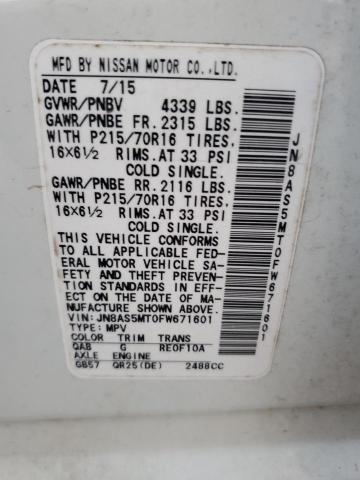 MFD BY NISSAN MOTOR CO.,LTD.
DATE 7/15
GVWR/PNBV 4339 LBS.
GAWR/PNBE FR. 2315 LBS.
WITH P215/70R16 TIRES,
16X6½ RIMS.AT 33 PSI
COLD SINGLE.
GAWR/PNBE RR. 2116 LBS.
WITH P215/70R16 TIRES,
16X6½ RIMS.AT 33 PSI
COLD SINGLE.
THIS VEHICLE CONFORMS
TO ALL APPLICABLE FED-
ERAL MOTOR VEHICLE SAF-
ETY AND THEFT PREVENT-
ION STANDARDS IN EFF-
ECT ON THE DATE OF MA-
NUFACTURE SHOWN ABOVE
VIN:JN8AS5MT0FW671601
TYPE:MPV
COLOR TRIM TRANS
QAB G RE0F10A
AXLE ENGINE
GB57 QR25(DE) 2488CC
JN8AS5MT0FW671601